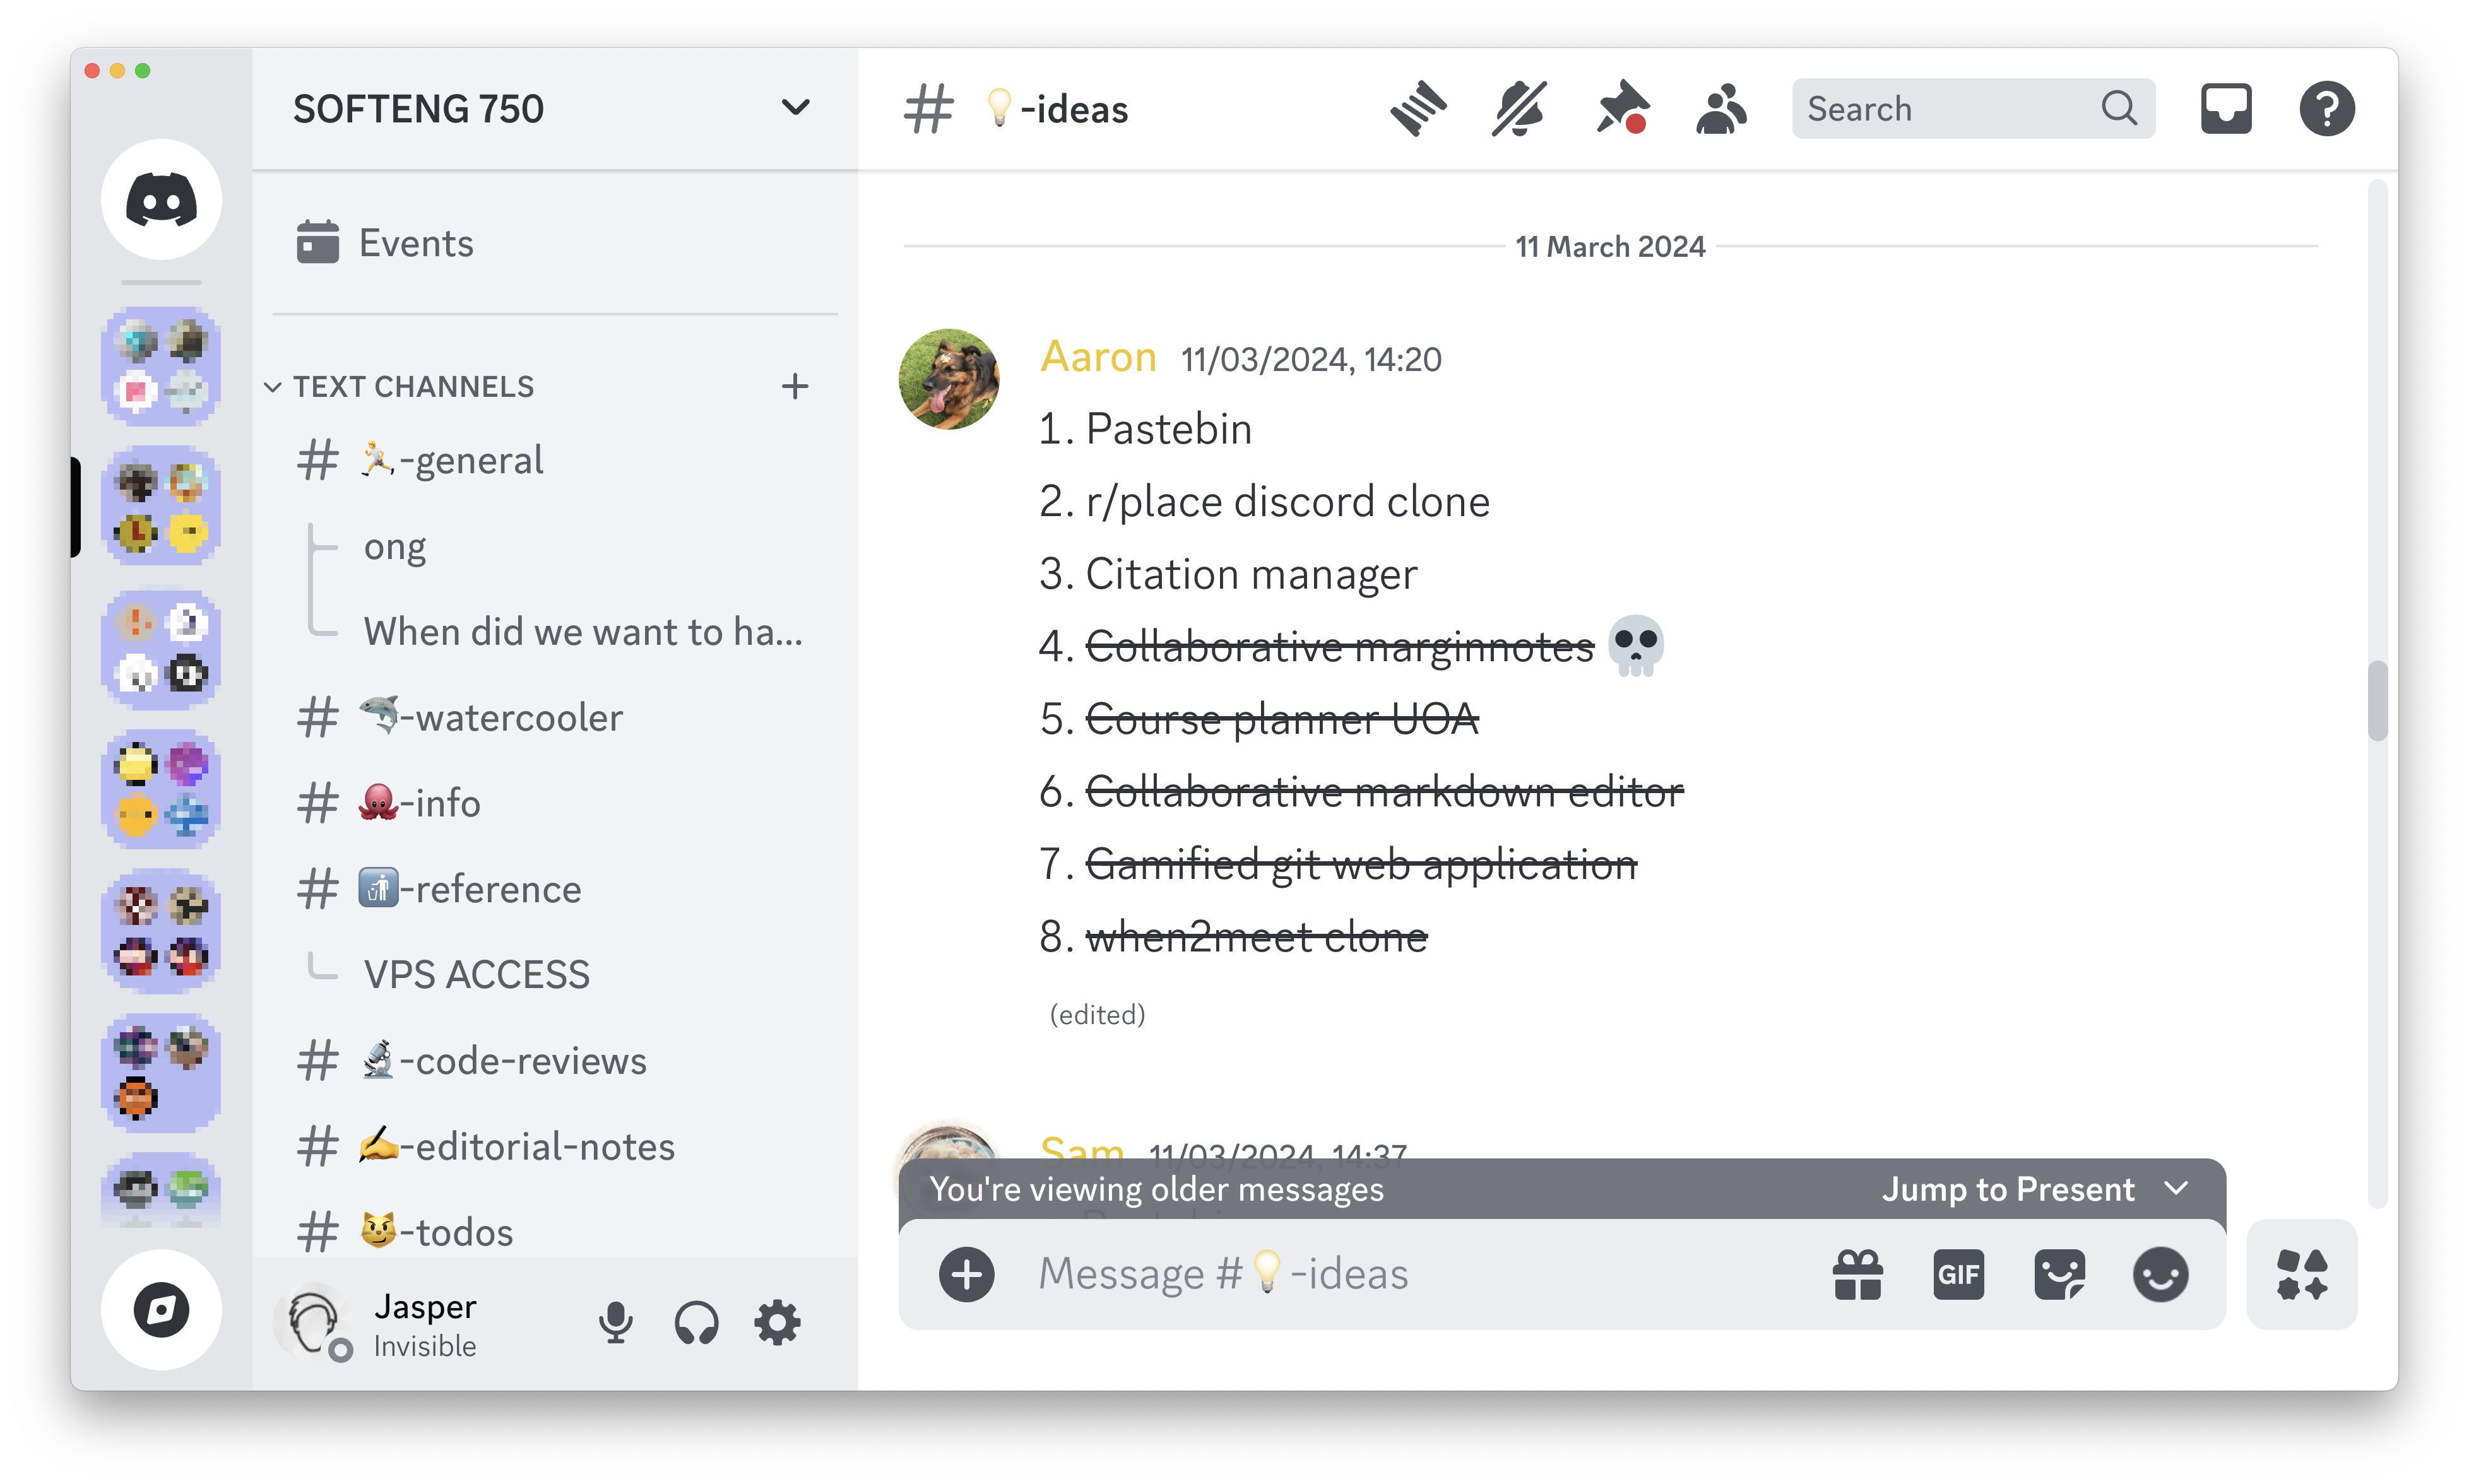 SOFTENG 750
Events
TEXT CHANNELS
-general
ong
When did we want to ha...
-watercooler
-info
-reference
VPS ACCESS
-code-reviews
-editorial-notes
-todos
Jasper
Invisible
# 💡-ideas
Search
11 March 2024
Aaron 11/03/2024, 14:20
1. Pastebin
2. r/place discord clone
3. Citation manager
4. Collaborative marginnotes 💀
5. Course planner UOA
6. Collaborative markdown editor
7. Gamified git web application
8. when2meet clone
(edited)
Sam 11/03/2024, 14:37
You're viewing older messages Jump to Present
Message #💡-ideas
GIF